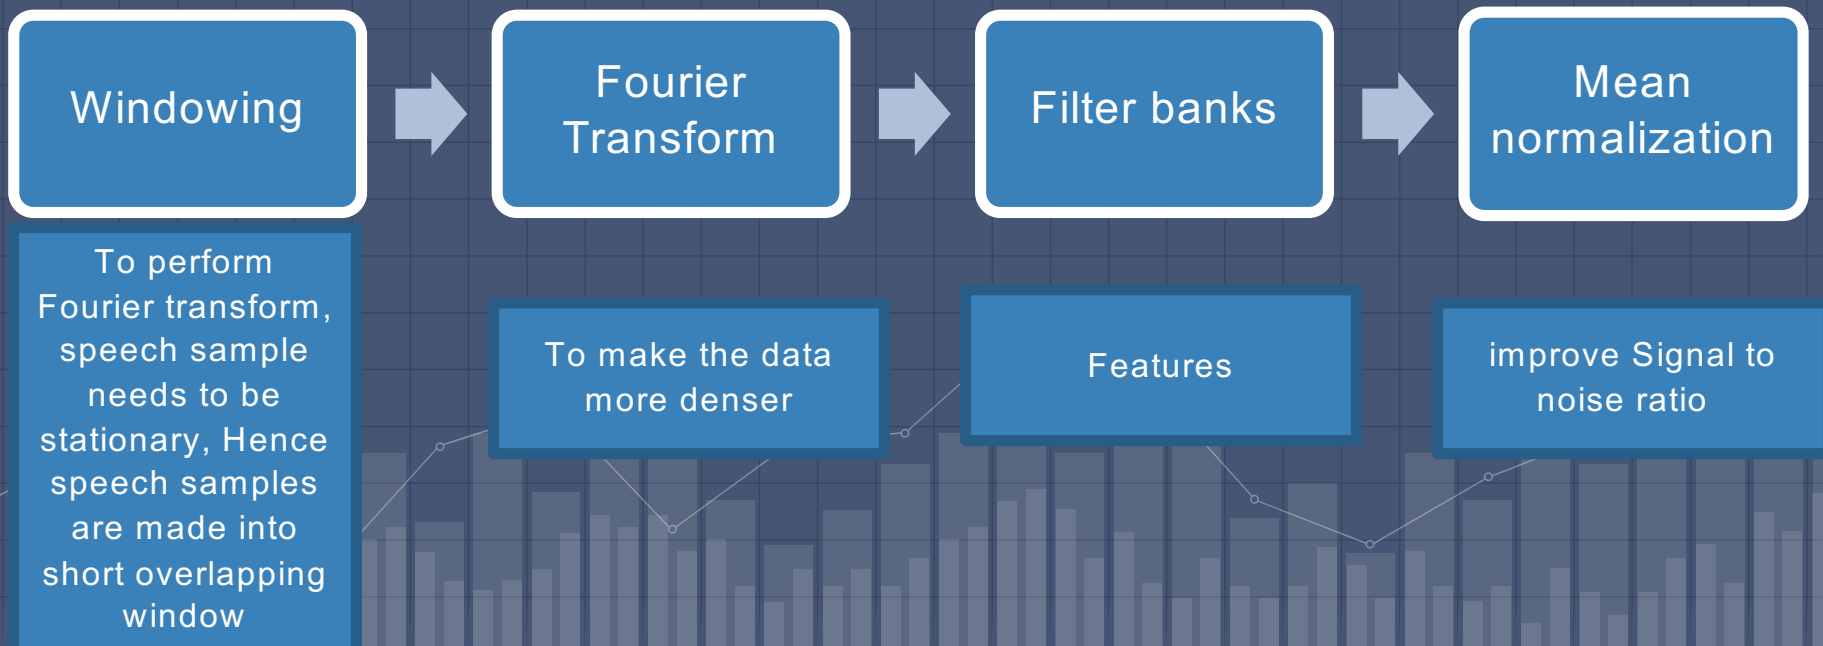 Windowing
Fourier
Transform
Filter banks
Mean
normalization
To perform
Fourier transform,
speech sample
needs to be
stationary, Hence
speech samples
are made into
short overlapping
window
To make the data
more denser
Features
improve Signal to
noise ratio